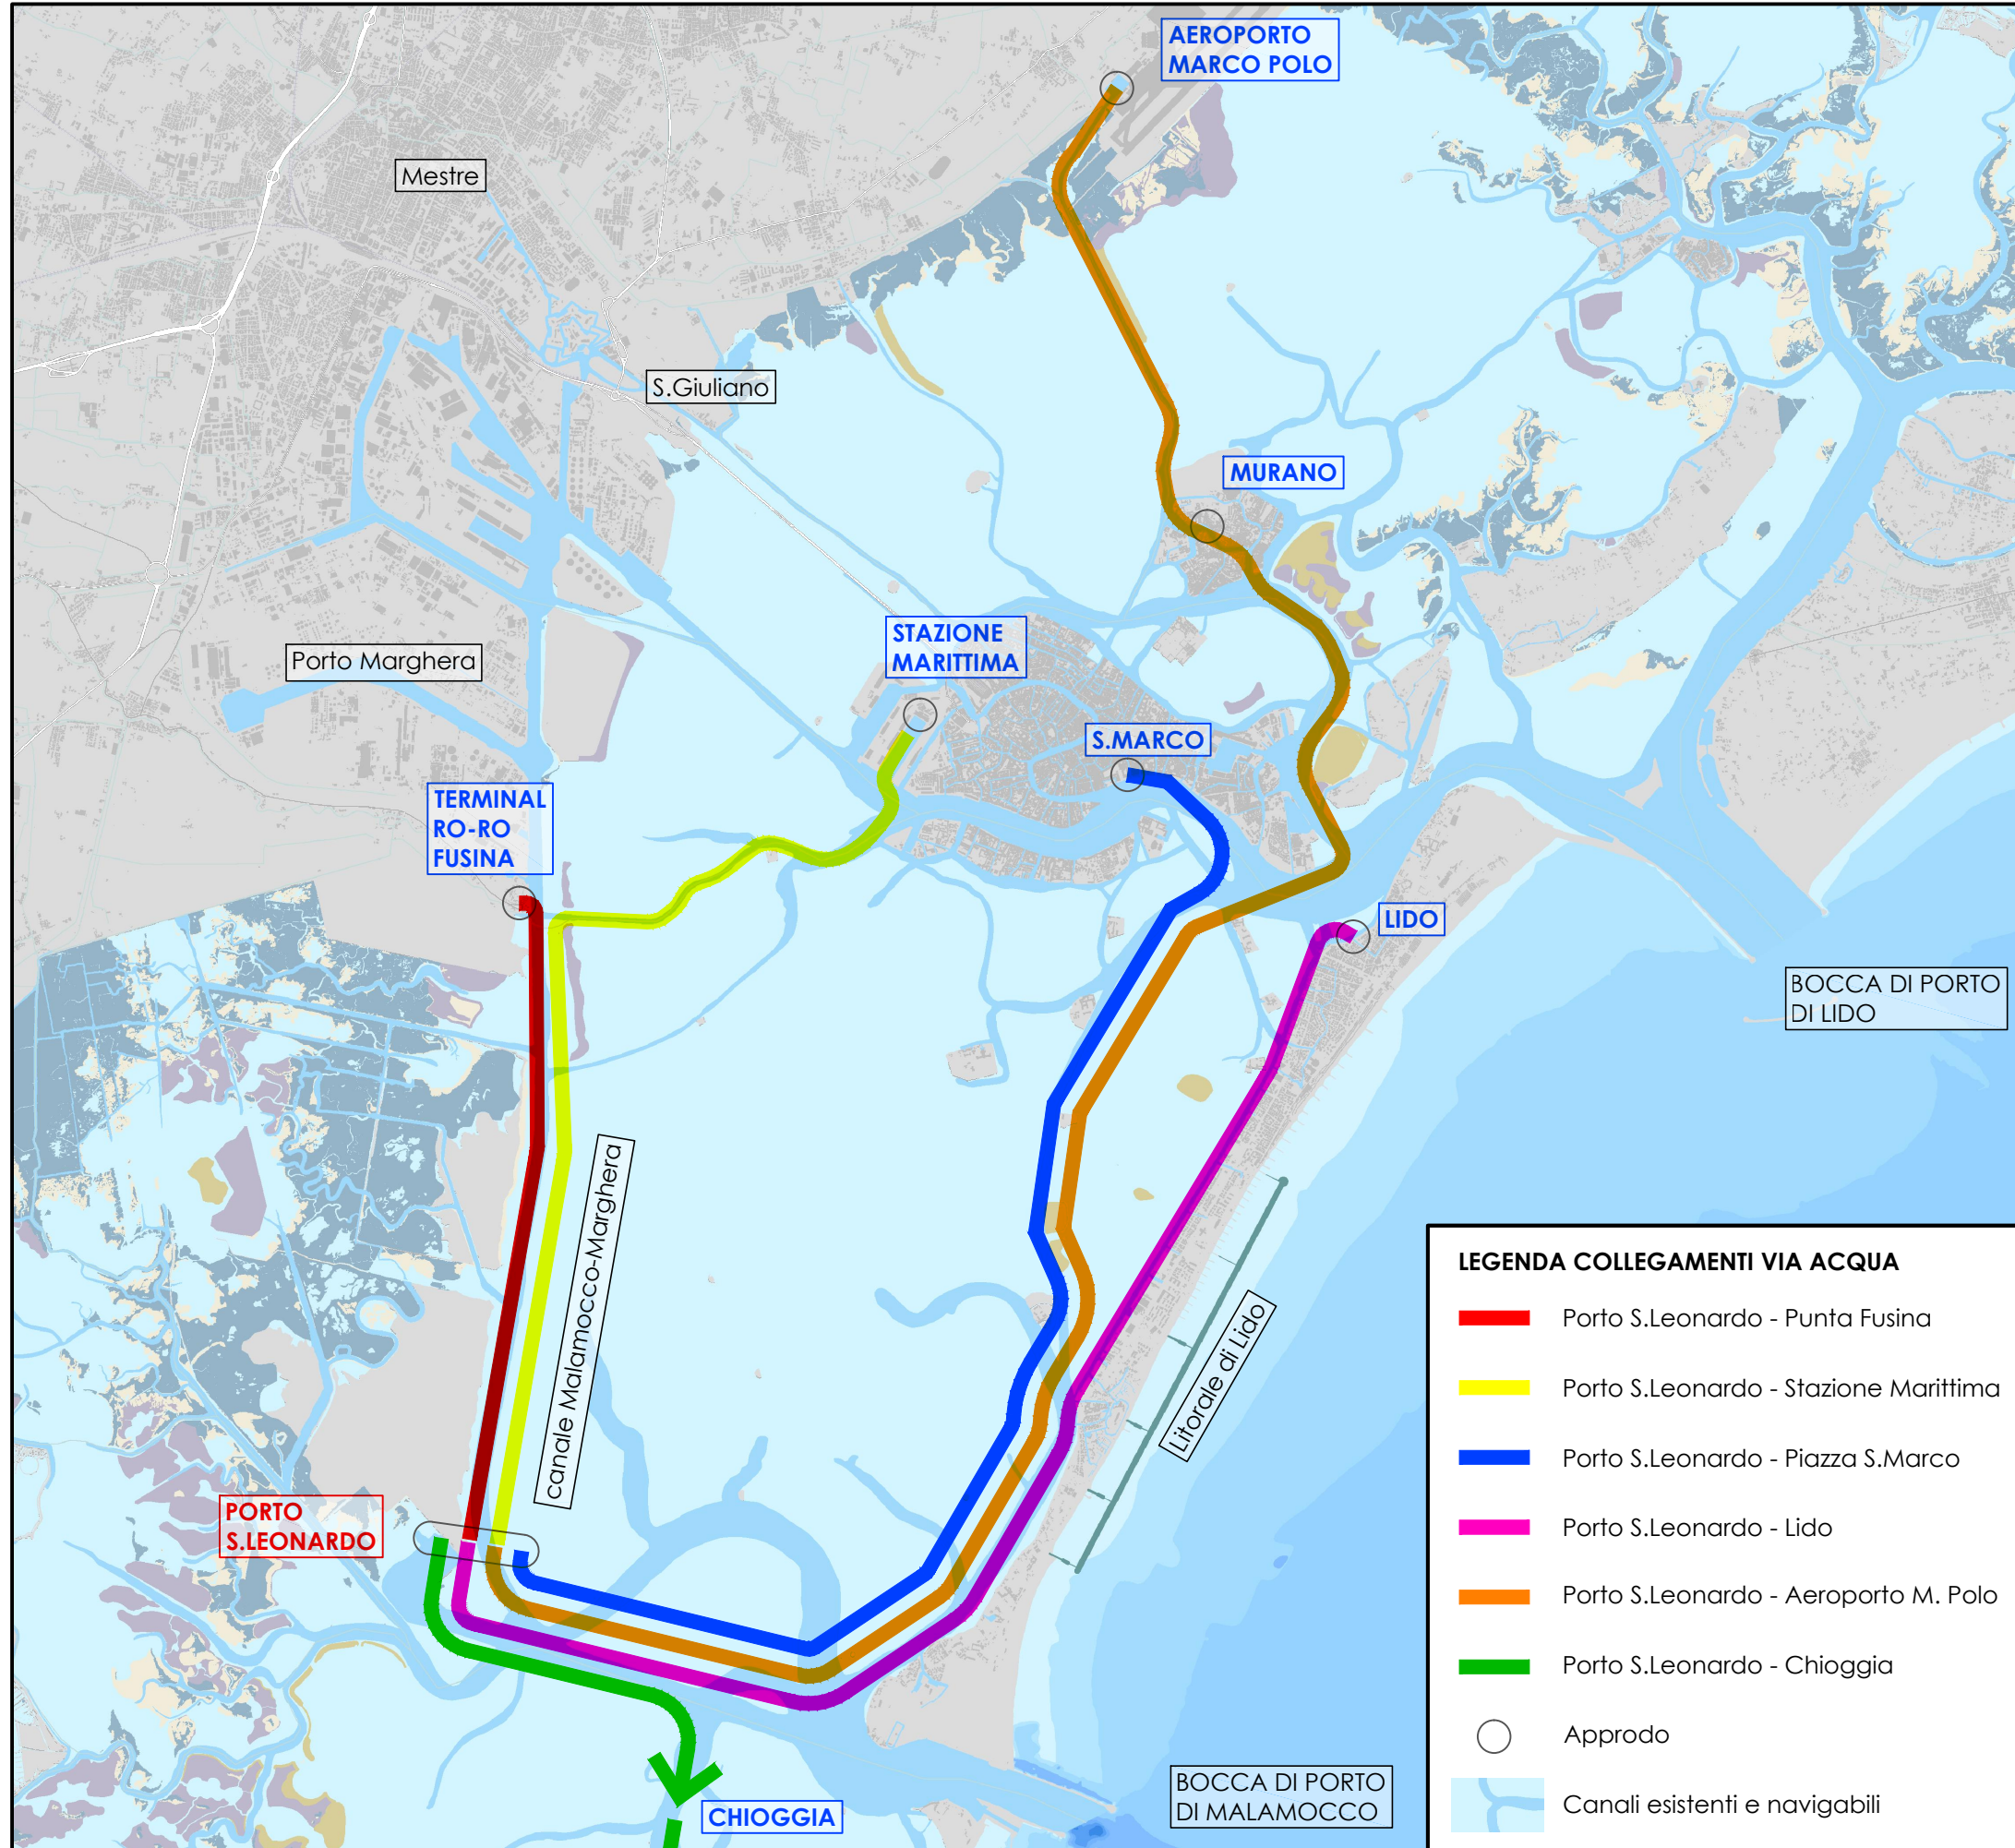 AEROPORTO
MARCO POLO
Mestre
S.Giuliano
MURANO
STAZIONE
MARITTIMA
Porto Marghera
S.MARCO
TERMINAL
RO-RO
FUSINA
LIDO
BOCCA DI PORTO
DI LIDO
canale Malamocco-Marghera
Litorale di Lido
PORTO
S.LEONARDO
CHIOGGIA
BOCCA DI PORTO
DI MALAMOCCO
LEGENDA COLLEGAMENTI VIA ACQUA
Porto S.Leonardo - Punta Fusina
Porto S.Leonardo - Stazione Marittima
Porto S.Leonardo - Piazza S.Marco
Porto S.Leonardo - Lido
Porto S.Leonardo - Aeroporto M. Polo
Porto S.Leonardo - Chioggia
Approdo
Canali esistenti e navigabili